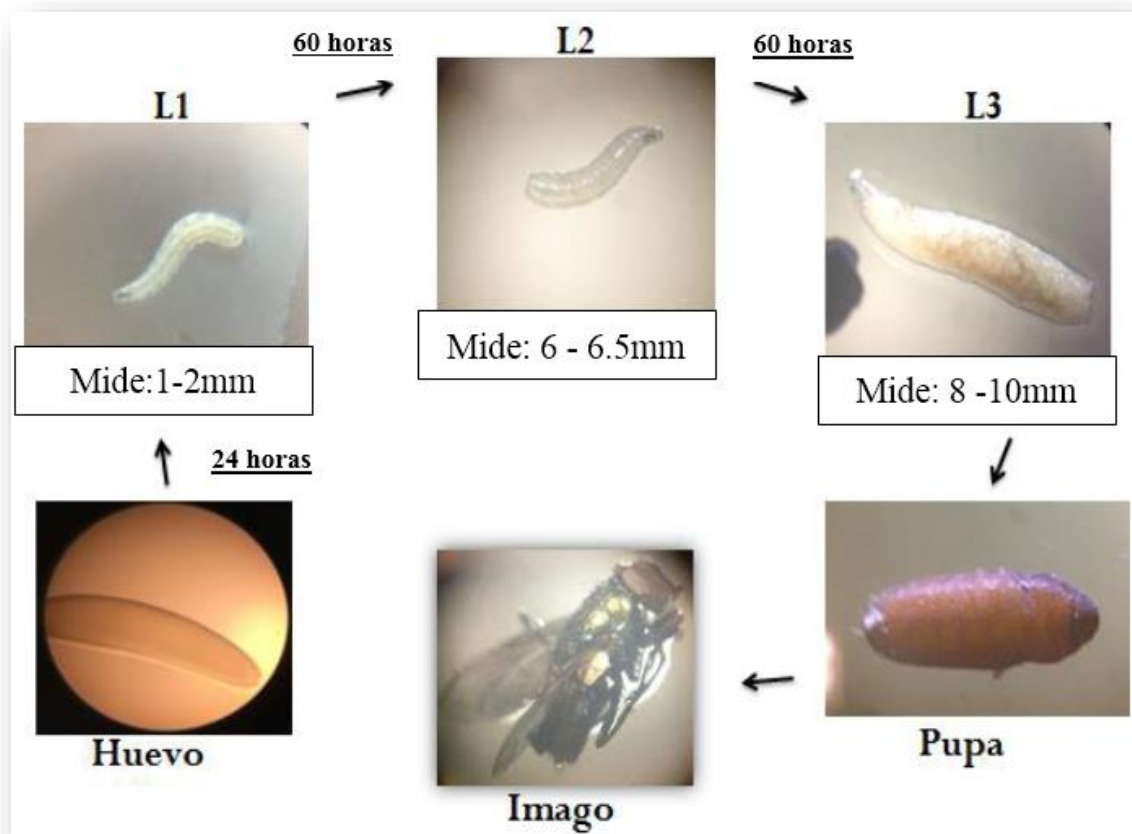 60 horas
L2
60 horas
L1
L3
Mide: 6 - 6.5mm
Mide:1-2mm
Mide: 8 -10mm
24 horas
Huevo
Imago
Pupa